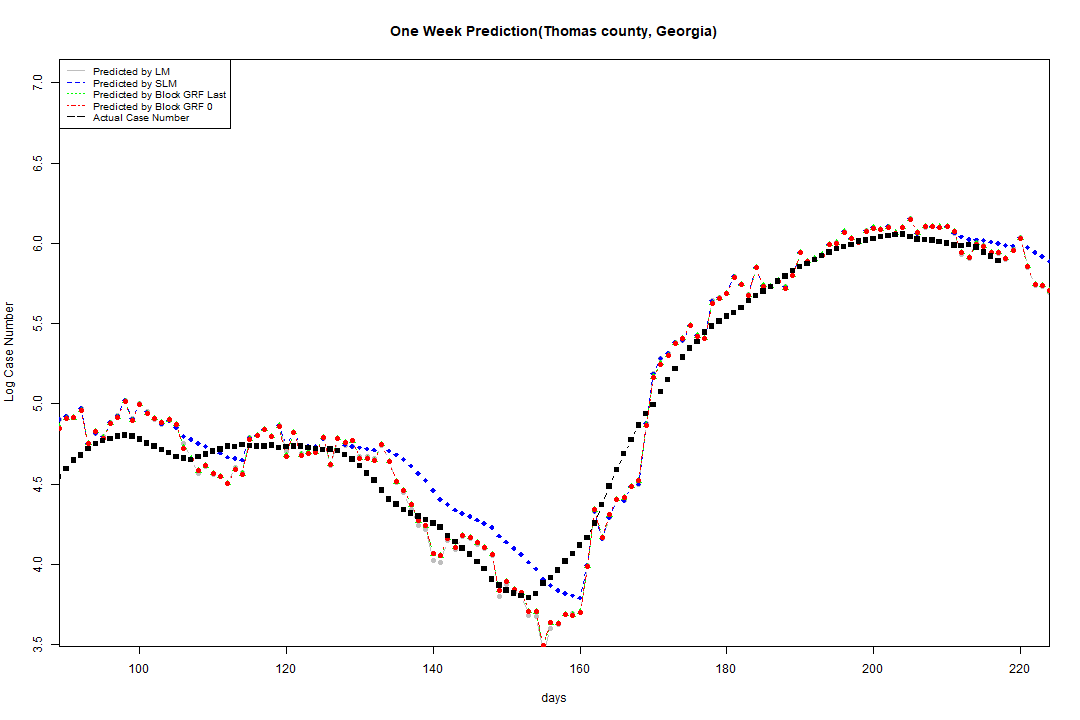 One Week Prediction(Thomas county, Georgia)
Predicted by LM
Predicted by SLM
Predicted by Block GRF Last
Predicted by Block GRF 0
Actual Case Number
7.0
6.5
6.0
5.5
5.0
4.5
4.0
3.5
Log Case Number
100 120 140 160 180 200 220
days